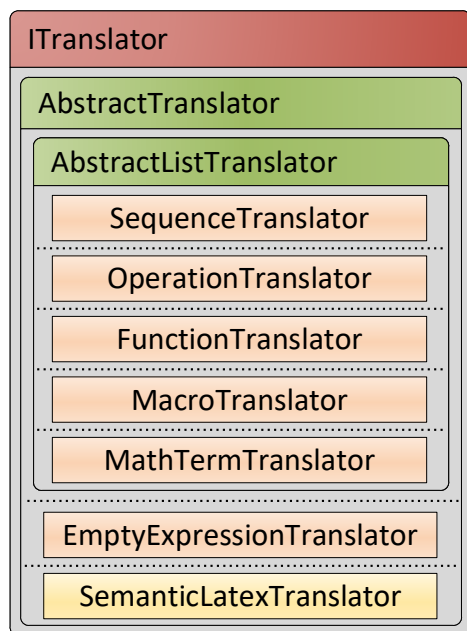 ITranslator
AbstractTranslator
AbstractListTranslator
SequenceTranslator
OperationTranslator
FunctionTranslator
MacroTranslator
MathTermTranslator
EmptyExpressionTranslator
SemanticLatexTranslator